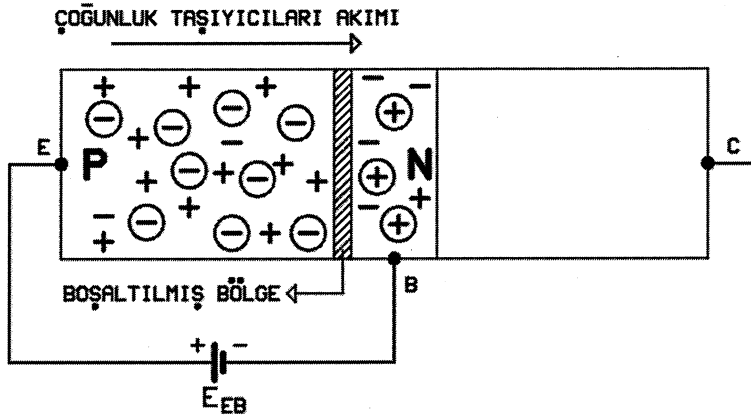 ÇOĞUNLUK TAŞIYICILARI AKIMI
E
P
N
C
BOŞALTILMIŞ BÖLGE
B
+ −
E_EB